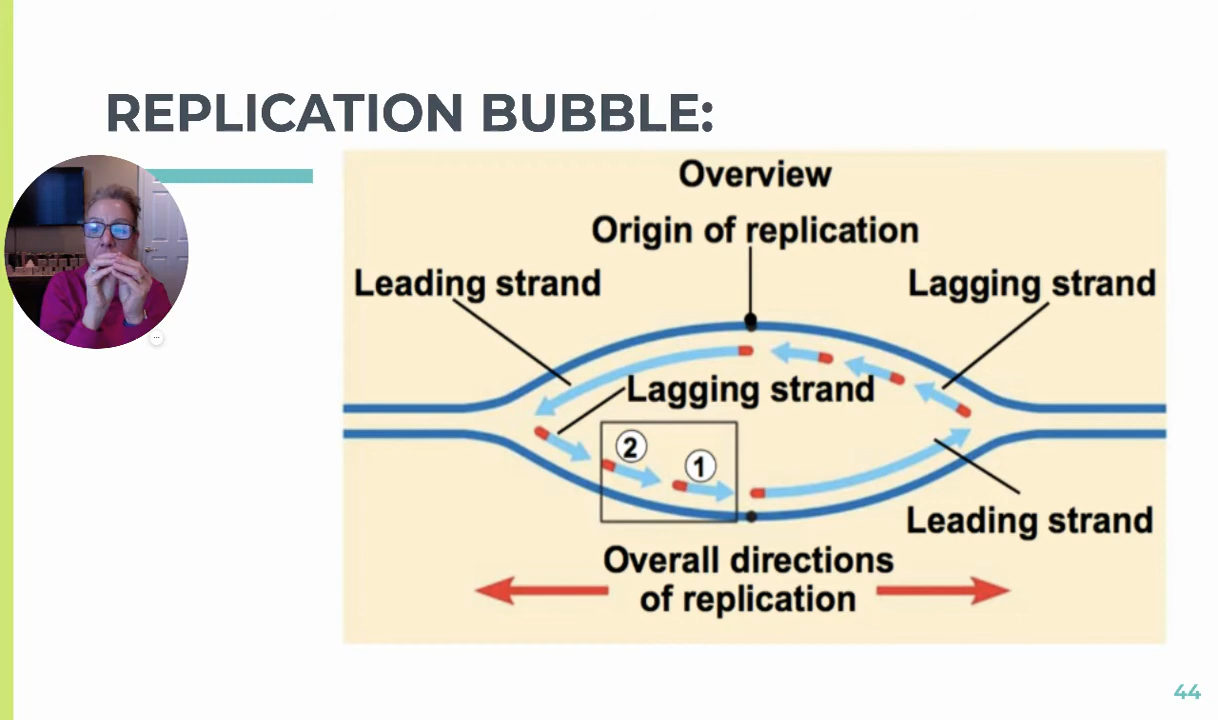 REPLICATION BUBBLE:
Overview
Origin of replication
Leading strand
Lagging strand
Lagging strand
2
1
Leading strand
Overall directions
of replication
44